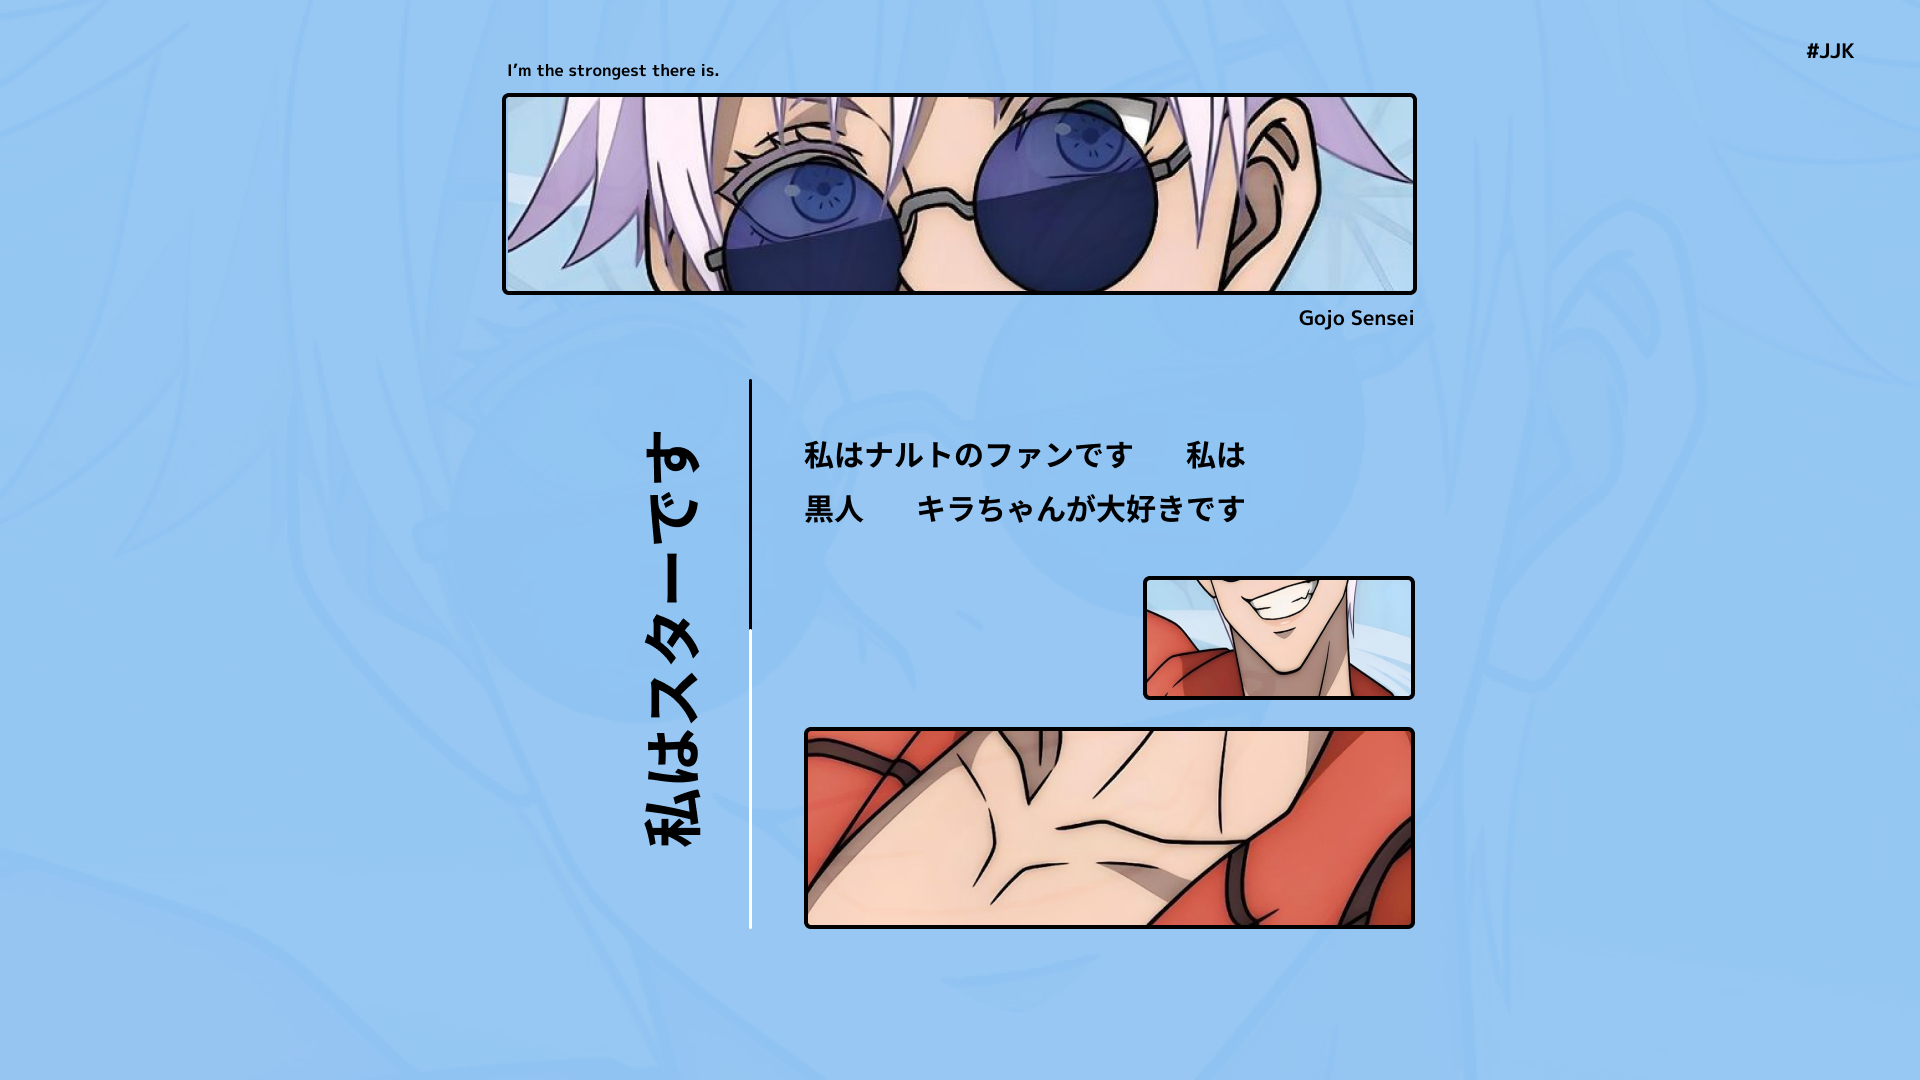 #JJK
I'm the strongest there is.
Gojo Sensei
私はスターです
私はナルトのファンです 私は
黒人 キラちゃんが大好きです